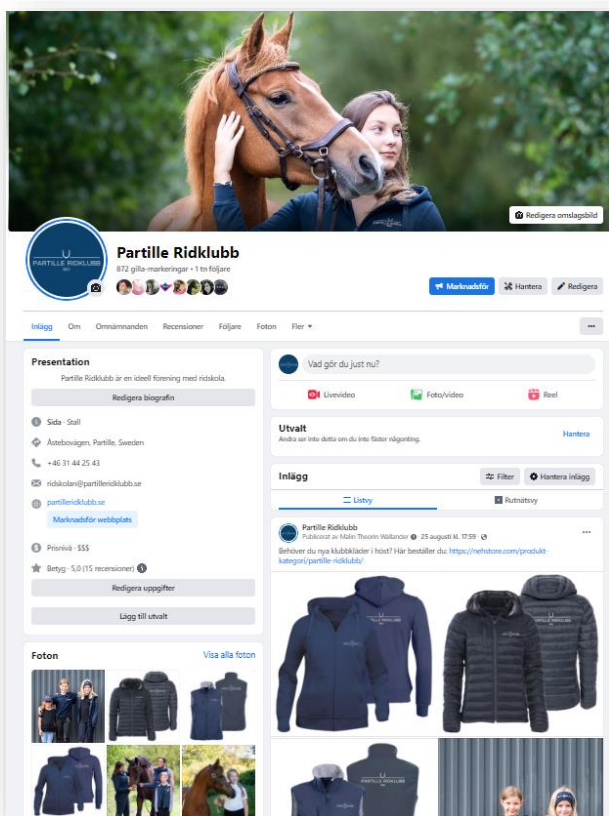 Redigera omslagsbild
PARTILLE RIDKLUBB
Partille Ridklubb
872 gilla-markeringar • 1 tn följare
Marknadsför
Hantera
Redigera
Inlägg Om Omnämnanden Recensioner Följare Foton Fler
Presentation
Partille Ridklubb är en ideell förening med ridskola.
Redigera biografin
Sida · Stall
Åstebovägen, Partille, Sweden
+46 31 44 25 43
ridskolan@partilleridklubb.se
partilleridklubb.se
Marknadsför webbplats
Prisnivå · $$$
Betyg · 5,0 (15 recensioner)
Redigera uppgifter
Lägg till utvalt
Foton
Visa alla foton
Vad gör du just nu?
Livevideo
Foto/video
Reel
Utvalt
Andra ser inte detta om du inte fäster någonting.
Hantera
Inlägg
Filter
Hantera inlägg
Listvy
Rutnätsvy
Partille Ridklubb
Publicerat av Malin Theorin Wallander · 25 augusti kl. 17:59 ·
Behöver du nya klubbkläder i höst? Här beställer du: https://nehstore.com/produkt-
kategori/partille-ridklubb/
PARTILLE RIDKLUBB